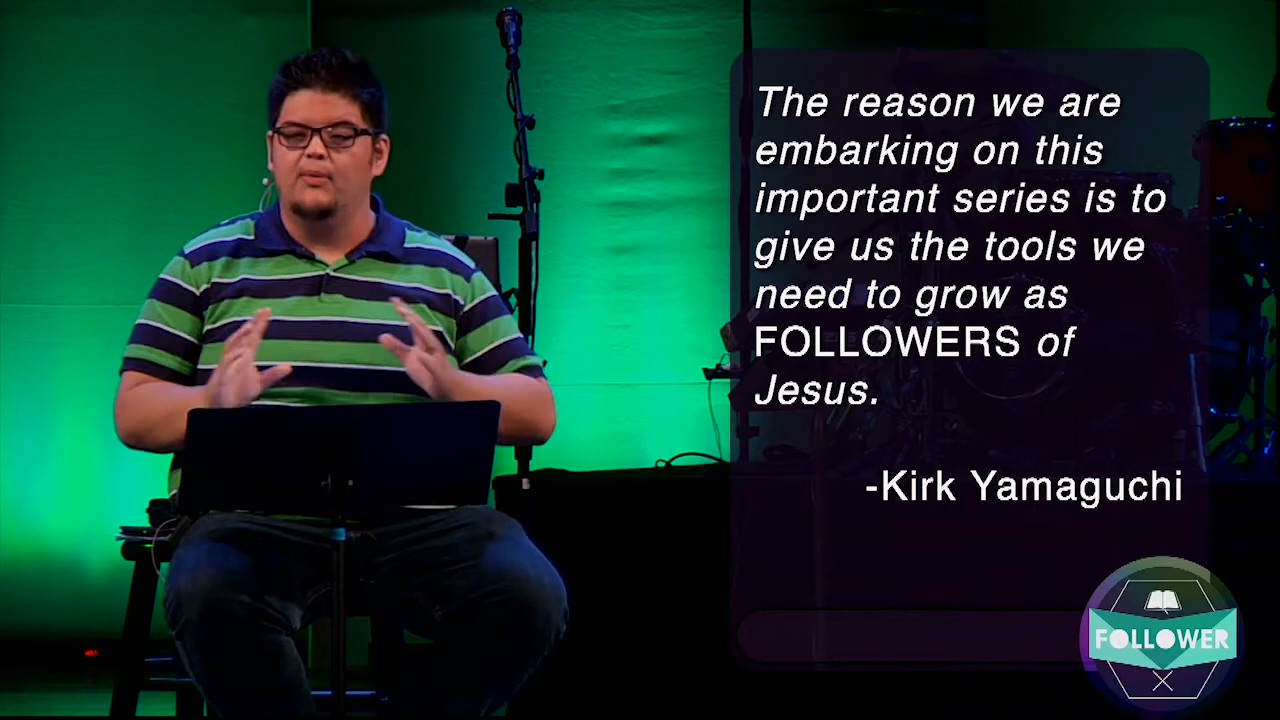 The reason we are
embarking on this
important series is to
give us the tools we
need to grow as
FOLLOWERS of
Jesus.
-Kirk Yamaguchi
FOLLOWER